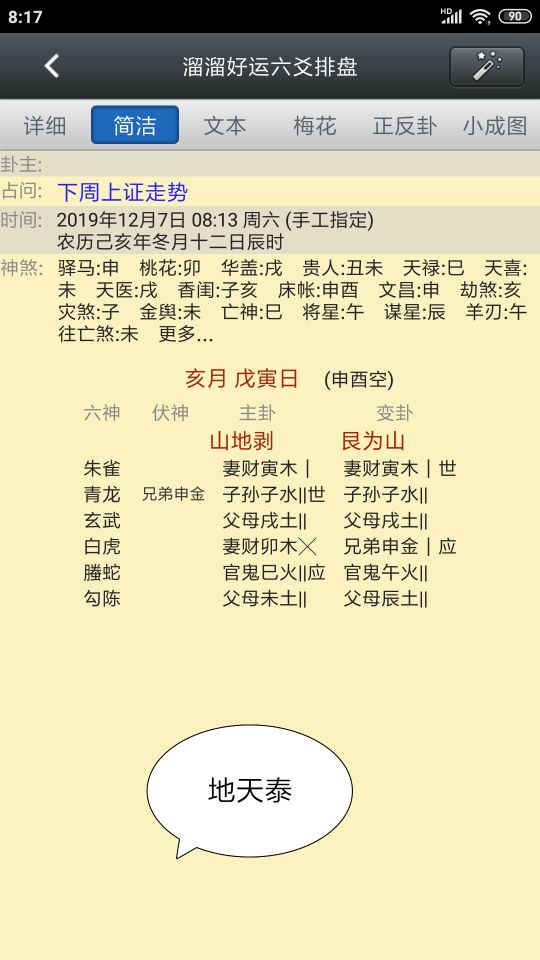 8:17
HD
90
溜溜好运六爻排盘
详细 简洁 文本 梅花 正反卦 小成图
卦主:
占问: 下周上证走势
时间: 2019年12月7日 08:13 周六 (手工指定)
农历己亥年冬月十二日辰时
神煞: 驿马:申 桃花:卯 华盖:戌 贵人:丑未 天禄:巳 天喜:
未 天医:戌 香闺:子亥 床帐:申酉 文昌:申 劫煞:亥
灾煞:子 金舆:未 亡神:巳 将星:午 谋星:辰 羊刃:午
往亡煞:未 更多...
亥月 戊寅日 (申酉空)
六神 伏神 主卦 变卦
山地剥 艮为山
朱雀 妻财寅木| 妻财寅木|世
青龙 兄弟申金 子孙子水||世 子孙子水||
玄武 父母戌土|| 父母戌土||
白虎 妻财卯木╳ 兄弟申金|应
螣蛇 官鬼巳火||应 官鬼午火||
勾陈 父母未土|| 父母辰土||
地天泰